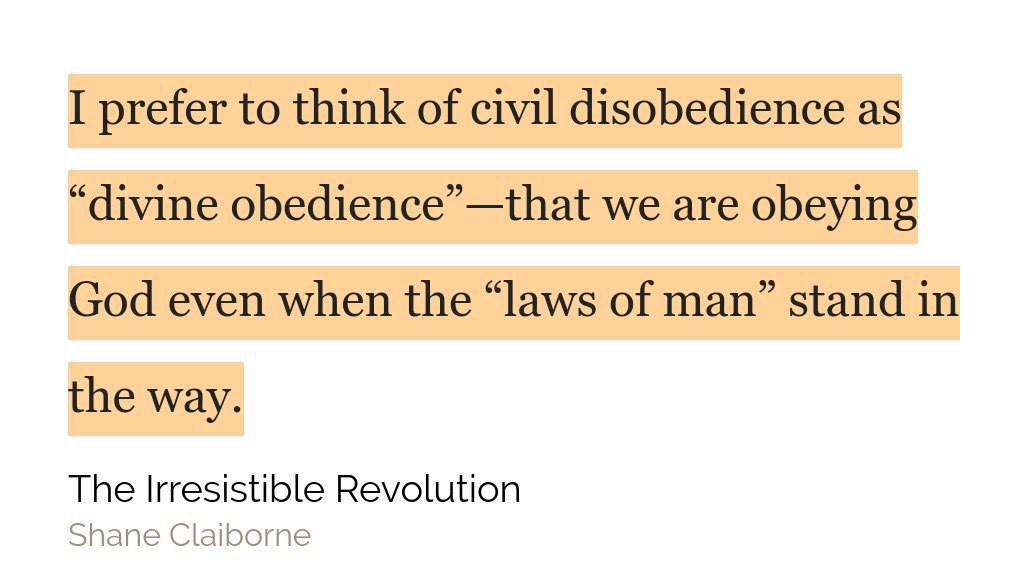 I prefer to think of civil disobedience as
“divine obedience”—that we are obeying
God even when the “laws of man” stand in
the way.
The Irresistible Revolution
Shane Claiborne